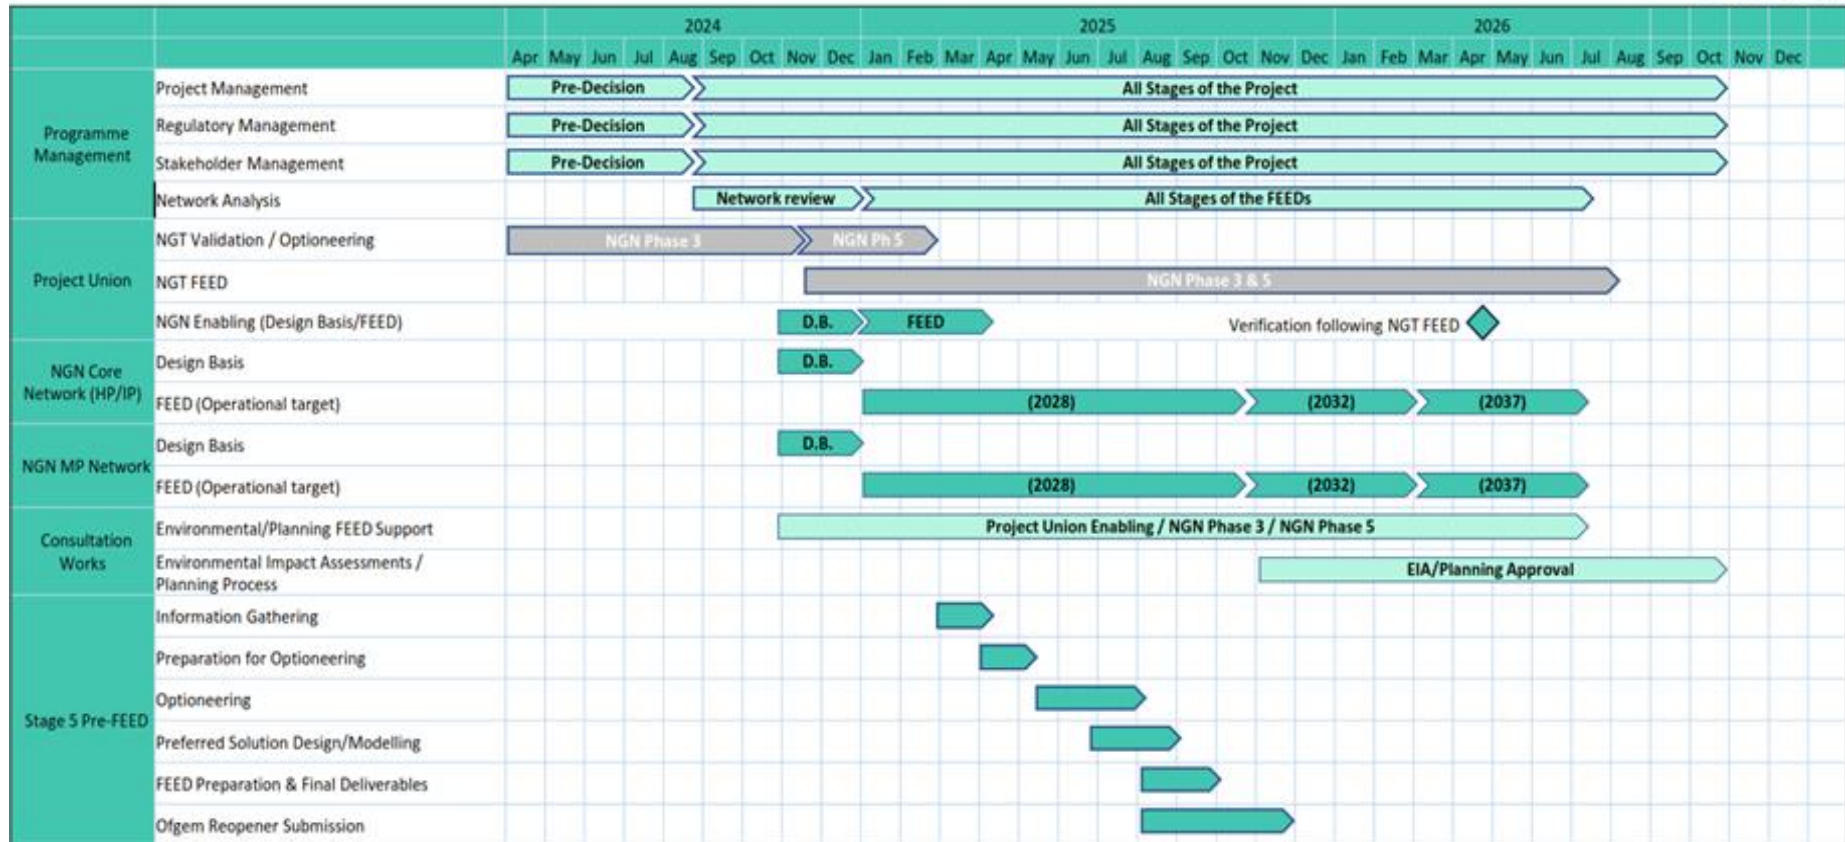 2024 2025 2026
Apr May Jun Jul Aug Sep Oct Nov Dec Jan Feb Mar Apr May Jun Jul Aug Sep Oct Nov Dec Jan Feb Mar Apr May Jun Jul Aug Sep Oct Nov Dec
Programme
Management
Project Management Pre-Decision All Stages of the Project
Regulatory Management Pre-Decision All Stages of the Project
Stakeholder Management Pre-Decision All Stages of the Project
Network Analysis Network review All Stages of the FEEDs
Project Union
NGT Validation / Optioneering NGN Phase 3 NGN Ph 5
NGT FEED NGN Phase 3 & 5
NGN Enabling (Design Basis/FEED) D.B. FEED Verification following NGT FEED
NGN Core
Network (HP/IP)
Design Basis D.B.
FEED (Operational target) (2028) (2032) (2037)
NGN MP Network
Design Basis D.B.
FEED (Operational target) (2028) (2032) (2037)
Consultation
Works
Environmental/Planning FEED Support Project Union Enabling / NGN Phase 3 / NGN Phase 5
Environmental Impact Assessments /
Planning Process EIA/Planning Approval
Stage 5 Pre-FEED
Information Gathering
Preparation for Optioneering
Optioneering
Preferred Solution Design/Modelling
FEED Preparation & Final Deliverables
Ofgem Reopener Submission